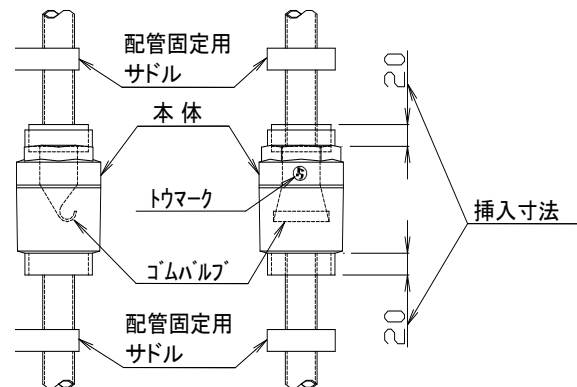 配管固定用
サドル
20
本 体
トウマーク
挿入寸法
ゴムバルブ
配管固定用
サドル
20